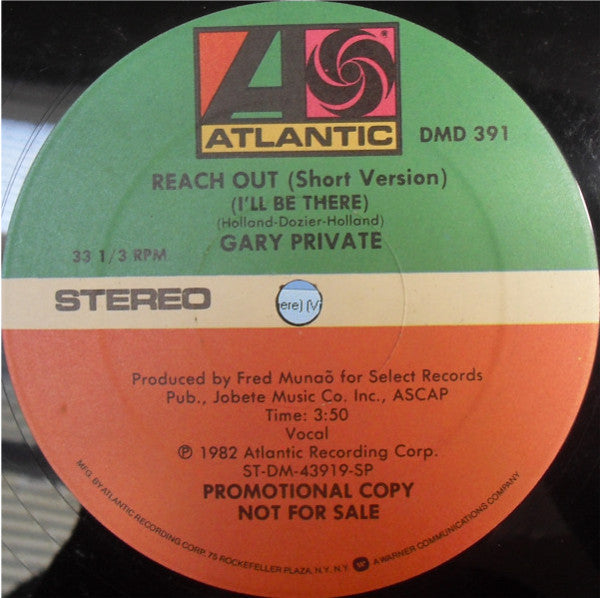 ATLANTIC
DMD 391
REACH OUT (Short Version)
(I'LL BE THERE)
(Holland-Dozier-Holland)
GARY PRIVATE
33 1/3 RPM
STEREO
ere) (V
Produced by Fred Munaõ for Select Records
Pub., Jobete Music Co. Inc., ASCAP
Time: 3:50
Vocal
℗ 1982 Atlantic Recording Corp.
ST-DM-43919-SP
PROMOTIONAL COPY
NOT FOR SALE
MFG. BY ATLANTIC RECORDING CORP. 75 ROCKEFELLER PLAZA, N.Y. N.Y. A WARNER COMMUNICATIONS COMPANY